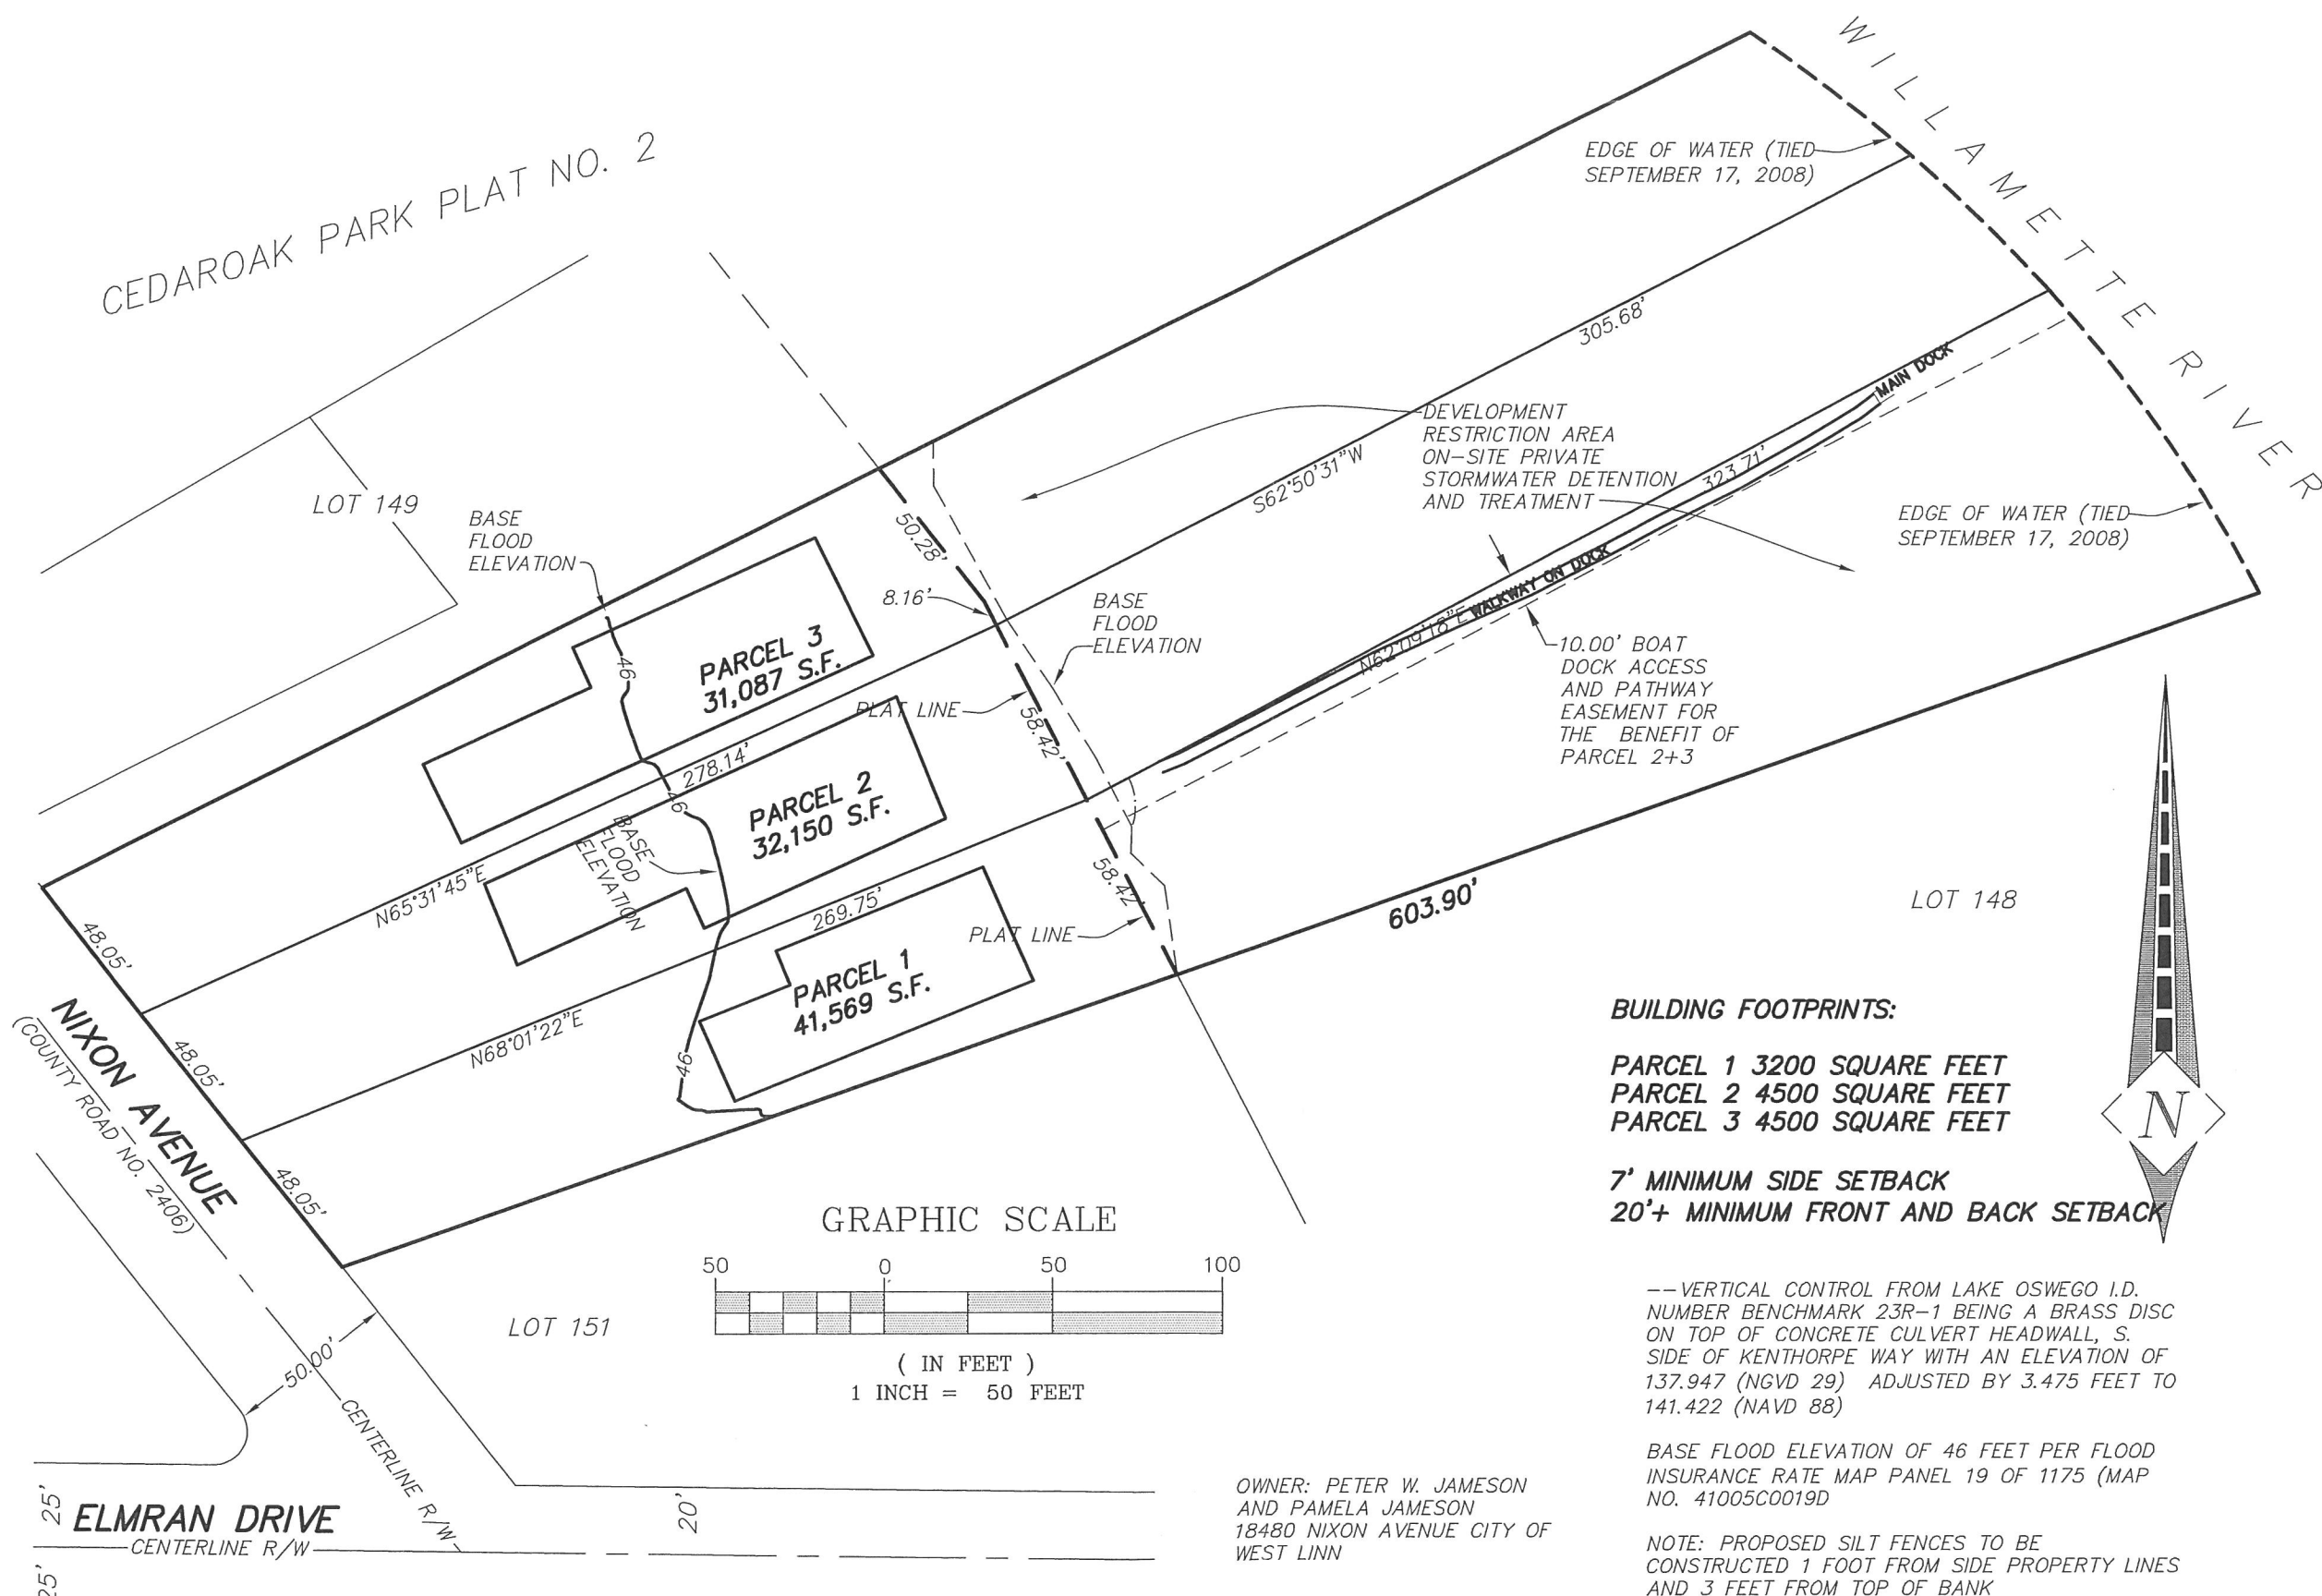 WILLAMETTE RIVER
CEDAROAK PARK PLAT NO. 2
EDGE OF WATER (TIED
SEPTEMBER 17, 2008)
305.68'
MAIN DOCK
DEVELOPMENT
RESTRICTION AREA
ON-SITE PRIVATE
STORMWATER DETENTION
AND TREATMENT
S62°50'31"W
323.71'
LOT 149
BASE
FLOOD
ELEVATION
50.28'
EDGE OF WATER (TIED
SEPTEMBER 17, 2008)
8.16'
BASE
FLOOD
ELEVATION
WALKWAY ON DOCK
N62°09'18"E
10.00' BOAT
DOCK ACCESS
AND PATHWAY
EASEMENT FOR
THE BENEFIT OF
PARCEL 2+3
46
PARCEL 3
31,087 S.F.
PLAT LINE
58.42'
278.14'
46
PARCEL 2
32,150 S.F.
BASE
FLOOD
ELEVATION
N65°31'45"E
58.42'
269.75'
603.90'
LOT 148
48.05'
PLAT LINE
PARCEL 1
41,569 S.F.
N68°01'22"E
46
48.05'
NIXON AVENUE
(COUNTY ROAD NO. 2406)
48.05'
BUILDING FOOTPRINTS:
PARCEL 1 3200 SQUARE FEET
PARCEL 2 4500 SQUARE FEET
PARCEL 3 4500 SQUARE FEET
N
7' MINIMUM SIDE SETBACK
20'+ MINIMUM FRONT AND BACK SETBACK
GRAPHIC SCALE
50 0 50 100
( IN FEET )
1 INCH = 50 FEET
LOT 151
50.00'
CENTERLINE R/W
--VERTICAL CONTROL FROM LAKE OSWEGO I.D.
NUMBER BENCHMARK 23R-1 BEING A BRASS DISC
ON TOP OF CONCRETE CULVERT HEADWALL, S.
SIDE OF KENTHORPE WAY WITH AN ELEVATION OF
137.947 (NGVD 29) ADJUSTED BY 3.475 FEET TO
141.422 (NAVD 88)
BASE FLOOD ELEVATION OF 46 FEET PER FLOOD
INSURANCE RATE MAP PANEL 19 OF 1175 (MAP
NO. 41005C0019D
OWNER: PETER W. JAMESON
AND PAMELA JAMESON
18480 NIXON AVENUE CITY OF
WEST LINN
25'
ELMRAN DRIVE
CENTERLINE R/W
20'
25'
NOTE: PROPOSED SILT FENCES TO BE
CONSTRUCTED 1 FOOT FROM SIDE PROPERTY LINES
AND 3 FEET FROM TOP OF BANK